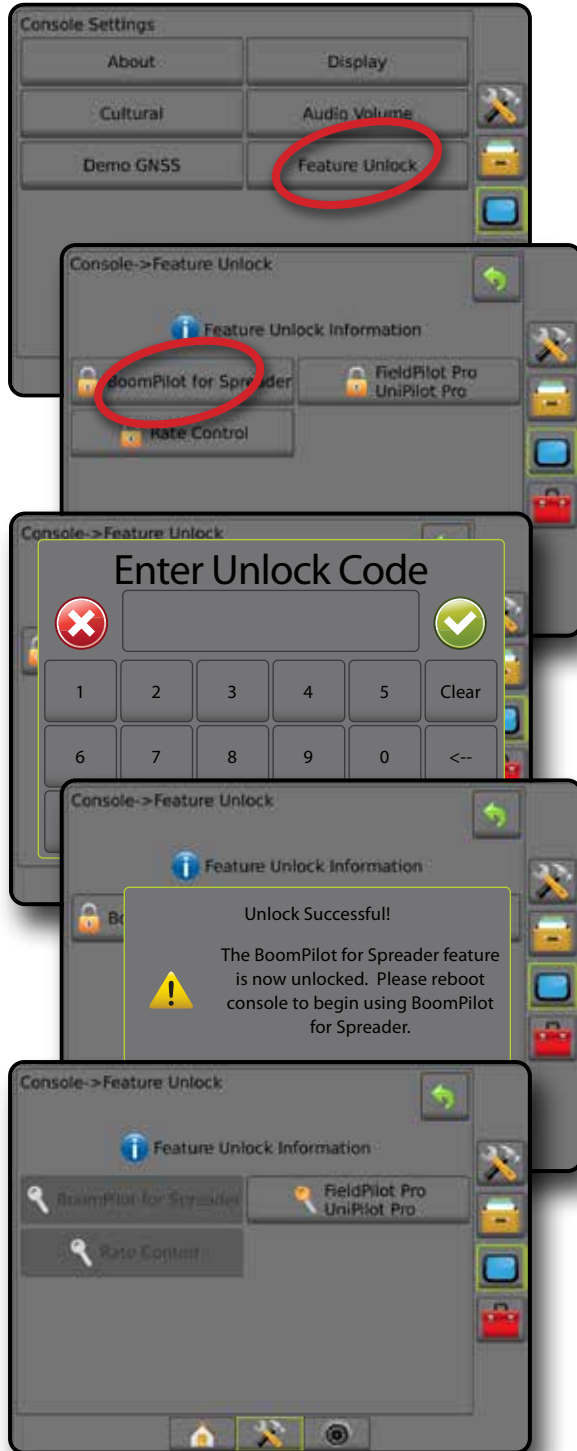 Console Settings
About
Display
Cultural
Audio Volume
Demo GNSS
Feature Unlock
Console->Feature Unlock
Feature Unlock Information
BoomPilot for Spreader
FieldPilot Pro
UniPilot Pro
Rate Control
Console->Feature Unlock
Enter Unlock Code
1 2 3 4 5 Clear
6 7 8 9 0 <--
Console->Feature Unlock
Feature Unlock Information
Unlock Successful!
The BoomPilot for Spreader feature
is now unlocked. Please reboot
console to begin using BoomPilot
for Spreader.
Console->Feature Unlock
Feature Unlock Information
BoomPilot for Spreader
FieldPilot Pro
UniPilot Pro
Rate Control